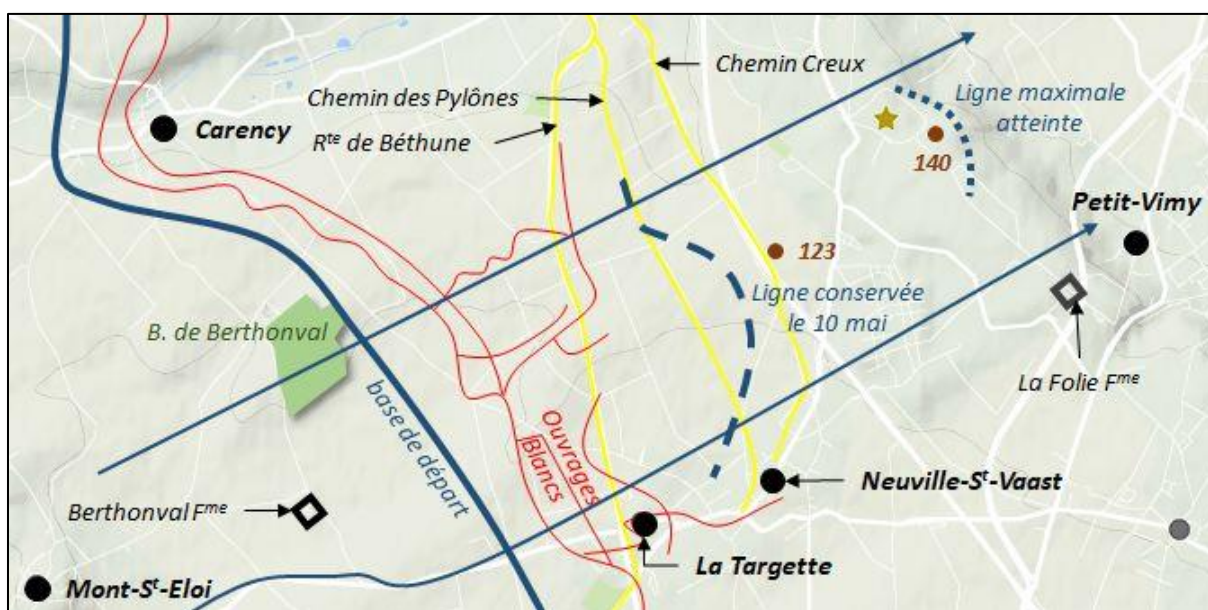 Chemin Creux
Chemin des Pylônes
Rte de Béthune
Carency
Ligne maximale
atteinte
140
Petit-Vimy
123
Ligne conservée
le 10 mai
B. de Berthonval
La Folie Fme
base de départ
Ouvrages
Blancs
Neuville-St-Vaast
Berthonval Fme
La Targette
Mont-St-Eloi